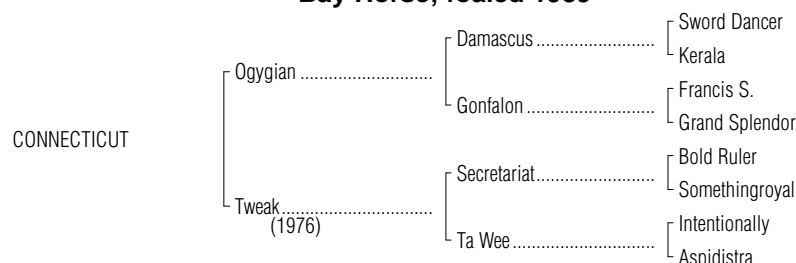 Bay Horse; foaled 1989
Sword Dancer
Damascus ..............................
Kerala
Ogygian ..................................
Francis S.
Gonfalon ................................
Grand Splendor
CONNECTICUT
Bold Ruler
Secretariat..............................
Somethingroyal
Tweak.......................................
(1976)
Intentionally
Ta Wee.....................................
Aspidistra